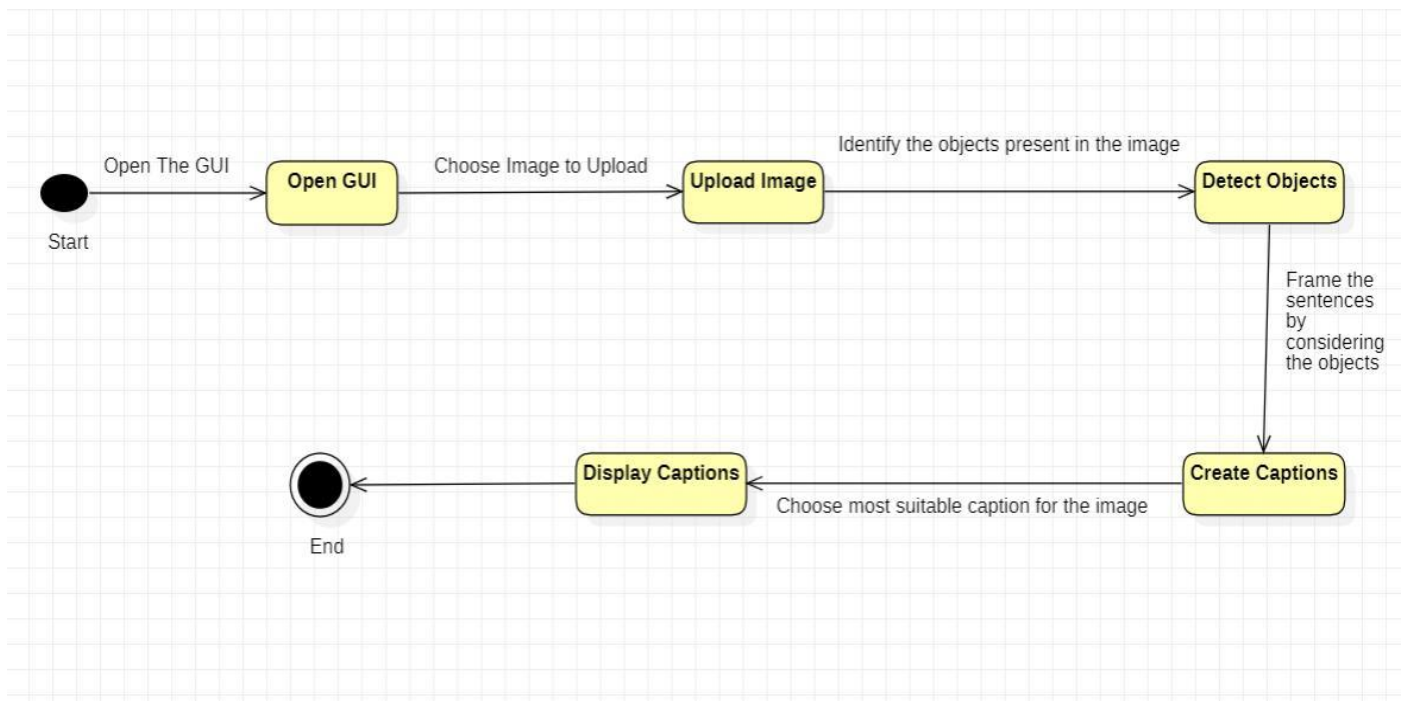 Identify the objects present in the image
Open The GUI
Choose Image to Upload
Open GUI
Upload Image
Detect Objects
Start
Frame the
sentences
by
considering
the objects
Display Captions
Create Captions
Choose most suitable caption for the image
End